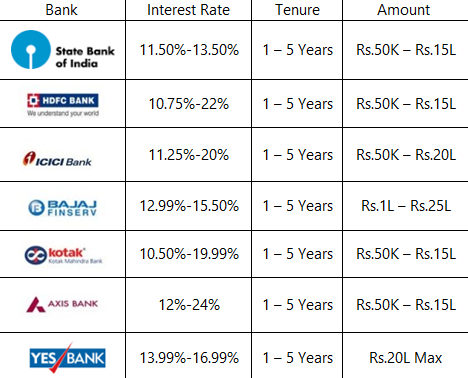 Bank Interest Rate Tenure Amount
State Bank of India 11.50%-13.50% 1 – 5 Years Rs.50K – Rs.15L
HDFC BANK We understand your world 10.75%-22% 1 – 5 Years Rs.50K – Rs.15L
ICICI Bank 11.25%-20% 1 – 5 Years Rs.50K – Rs.20L
BAJAJ FINSERV 12.99%-15.50% 1 – 5 Years Rs.1L – Rs.25L
kotak Kotak Mahindra Bank 10.50%-19.99% 1 – 5 Years Rs.50K – Rs.15L
AXIS BANK 12%-24% 1 – 5 Years Rs.50K – Rs.15L
YES BANK 13.99%-16.99% 1 – 5 Years Rs.20L Max